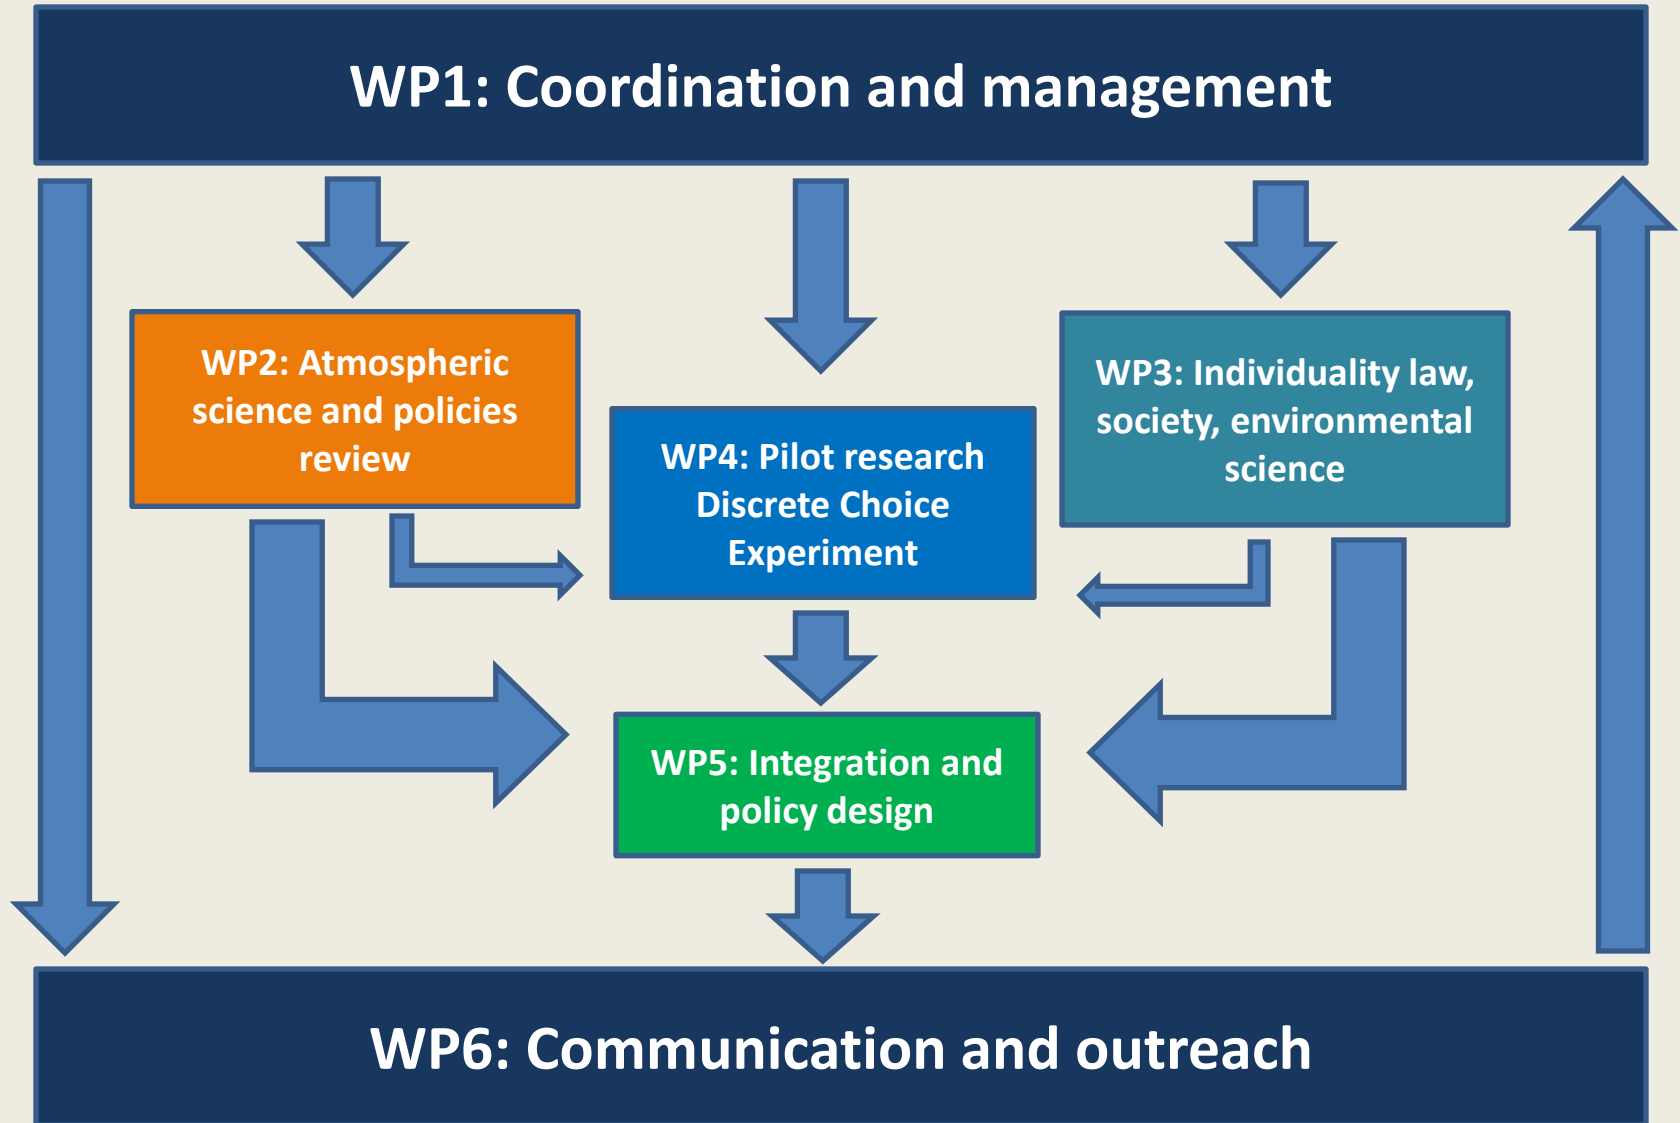 WP1: Coordination and management
WP2: Atmospheric
science and policies
review
WP4: Pilot research
Discrete Choice
Experiment
WP3: Individuality law,
society, environmental
science
WP5: Integration and
policy design
WP6: Communication and outreach